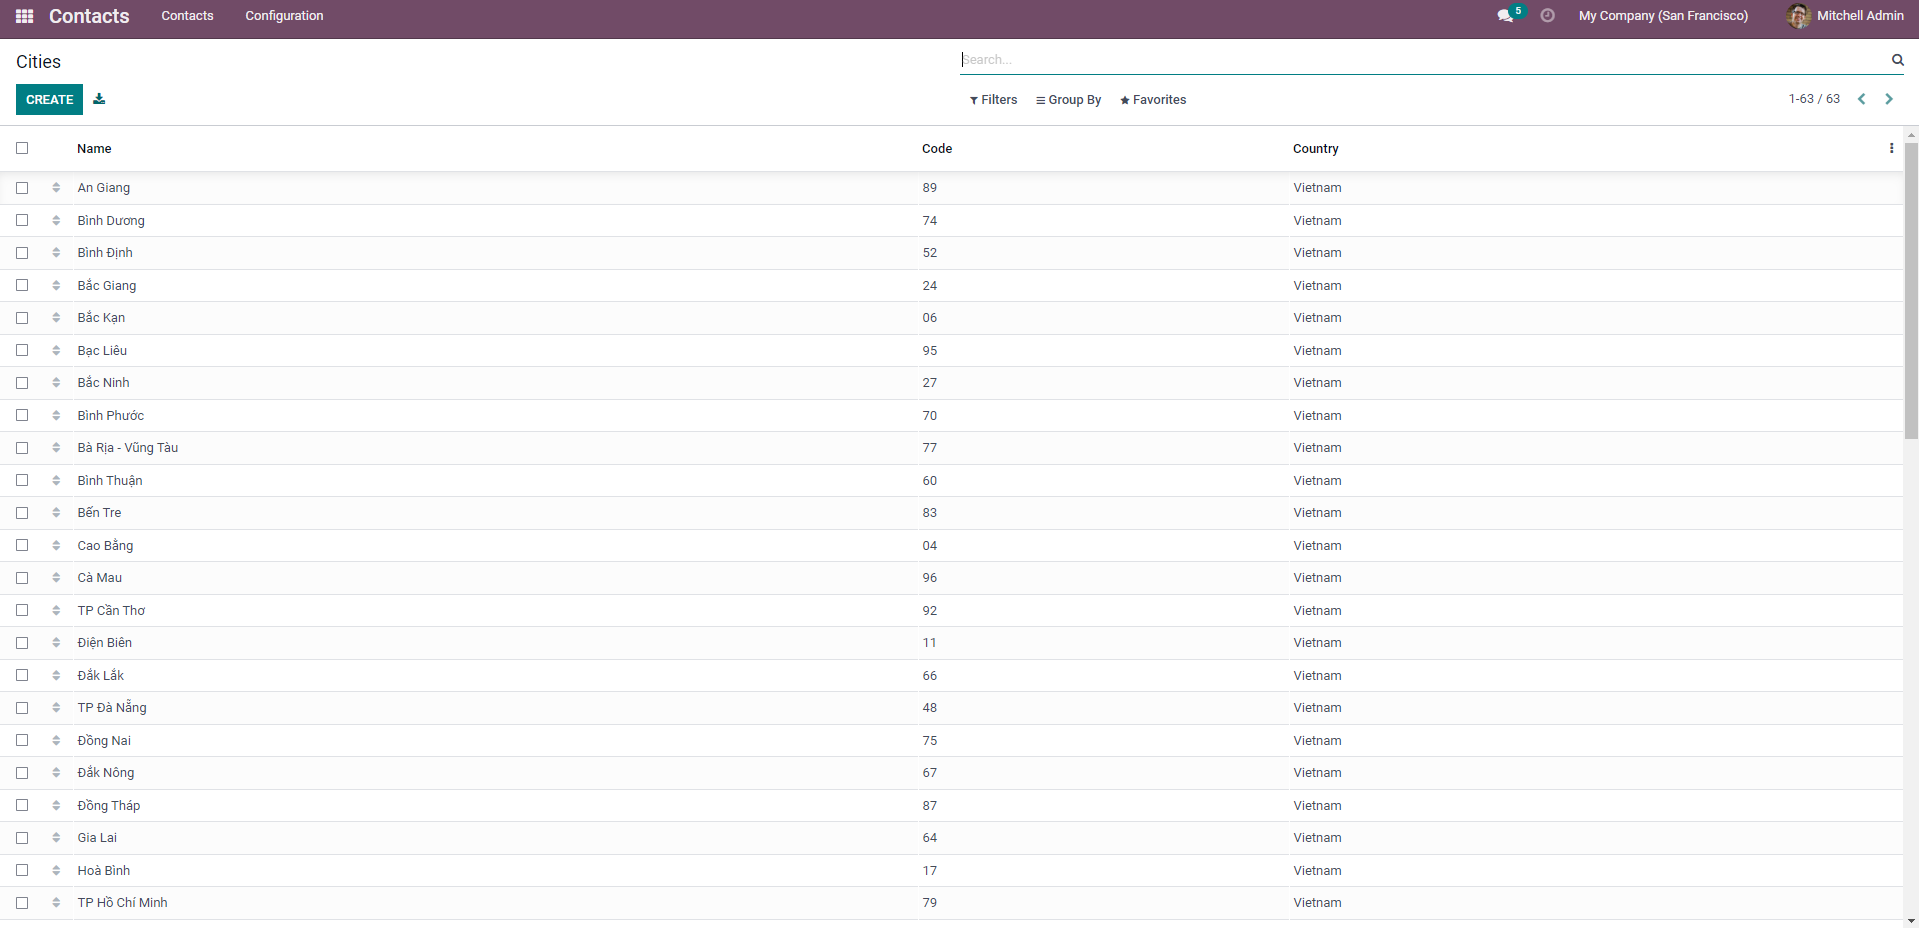 Contacts Contacts Configuration 5 My Company (San Francisco) Mitchell Admin
Cities Search...
CREATE Filters Group By Favorites 1-63 / 63
Name Code Country
An Giang 89 Vietnam
Bình Dương 74 Vietnam
Bình Định 52 Vietnam
Bắc Giang 24 Vietnam
Bắc Kạn 06 Vietnam
Bạc Liêu 95 Vietnam
Bắc Ninh 27 Vietnam
Bình Phước 70 Vietnam
Bà Rịa - Vũng Tàu 77 Vietnam
Bình Thuận 60 Vietnam
Bến Tre 83 Vietnam
Cao Bằng 04 Vietnam
Cà Mau 96 Vietnam
TP Cần Thơ 92 Vietnam
Điện Biên 11 Vietnam
Đắk Lắk 66 Vietnam
TP Đà Nẵng 48 Vietnam
Đồng Nai 75 Vietnam
Đắk Nông 67 Vietnam
Đồng Tháp 87 Vietnam
Gia Lai 64 Vietnam
Hoà Bình 17 Vietnam
TP Hồ Chí Minh 79 Vietnam